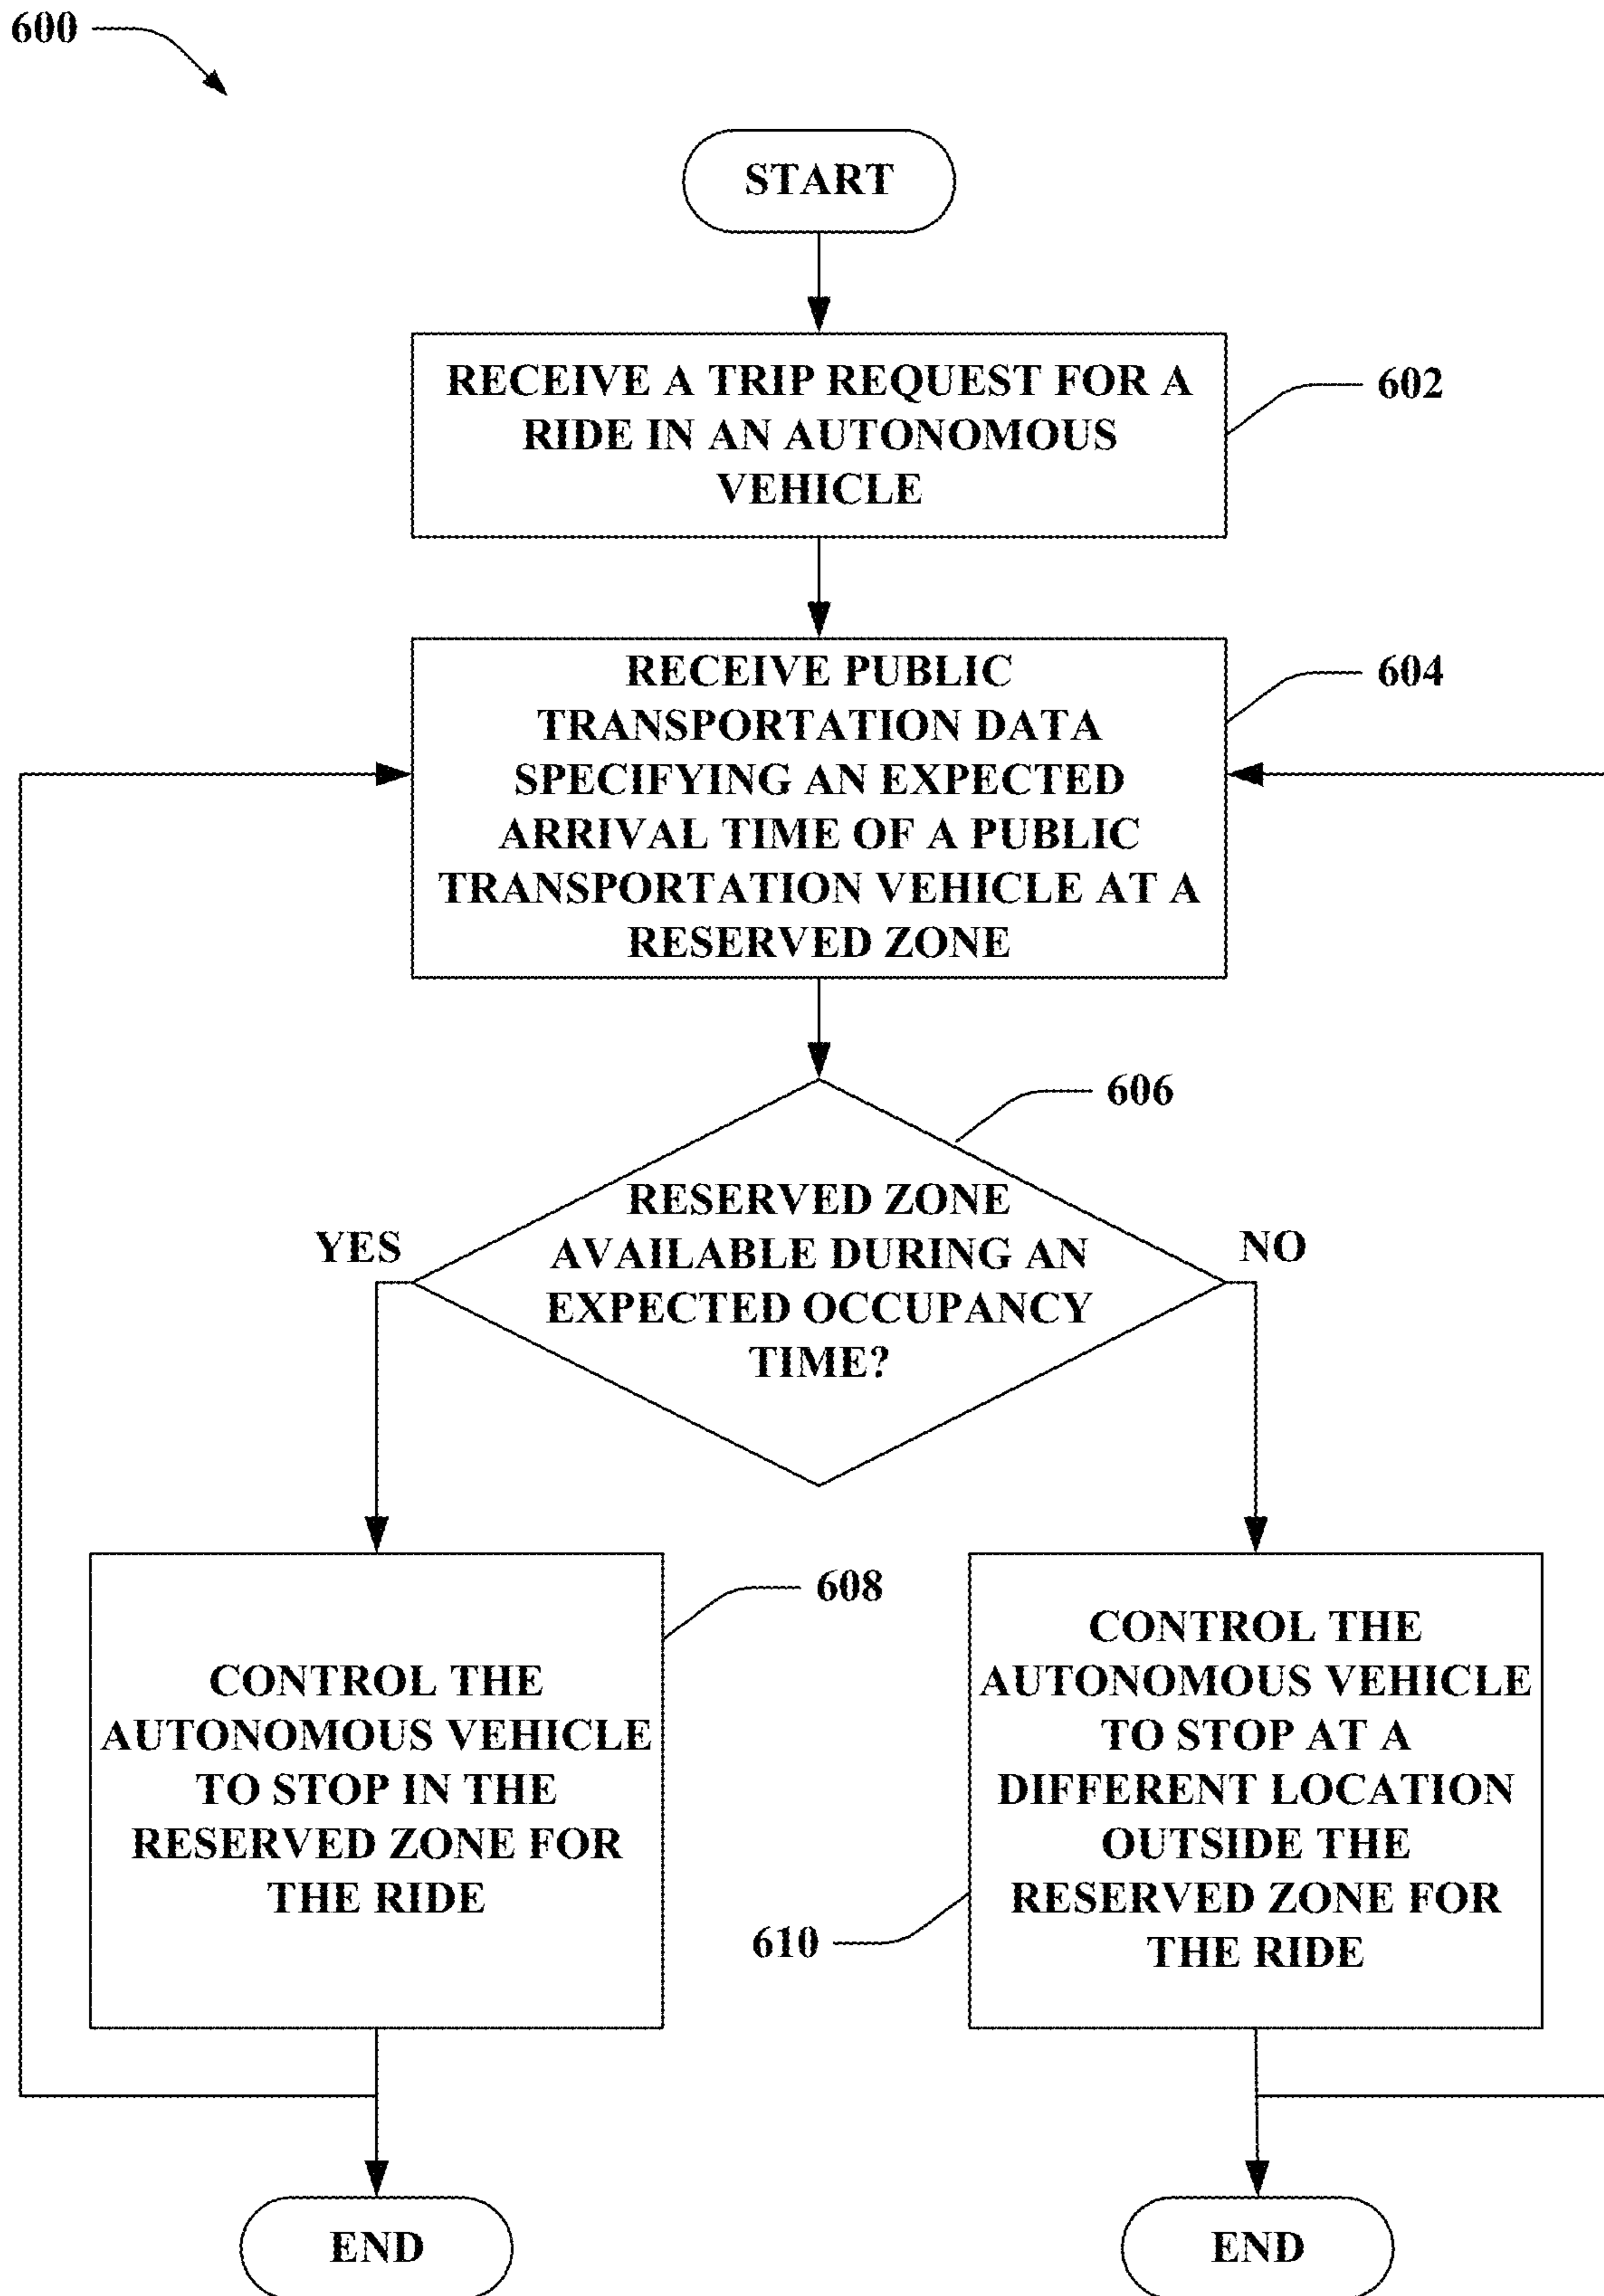 600
START
RECEIVE A TRIP REQUEST FOR A
RIDE IN AN AUTONOMOUS
VEHICLE
602
RECEIVE PUBLIC
TRANSPORTATION DATA
SPECIFYING AN EXPECTED
ARRIVAL TIME OF A PUBLIC
TRANSPORTATION VEHICLE AT A
RESERVED ZONE
604
606
RESERVED ZONE
AVAILABLE DURING AN
EXPECTED OCCUPANCY
TIME?
YES
NO
CONTROL THE
AUTONOMOUS VEHICLE
TO STOP IN THE
RESERVED ZONE FOR
THE RIDE
608
CONTROL THE
AUTONOMOUS VEHICLE
TO STOP AT A
DIFFERENT LOCATION
OUTSIDE THE
RESERVED ZONE FOR
THE RIDE
610
END
END